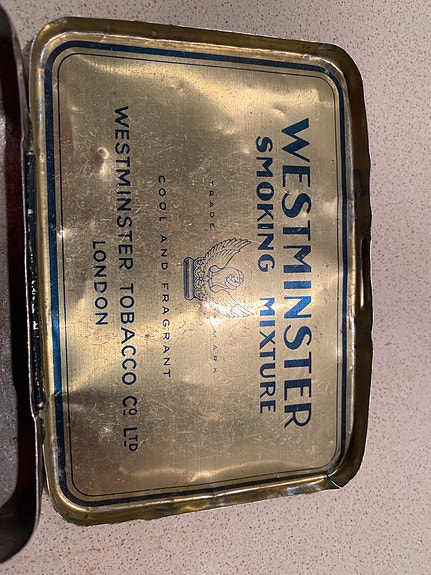 WESTMINSTER
SMOKING MIXTURE
TRADE MARK
COOL AND FRAGRANT
WESTMINSTER TOBACCO Co LTD
LONDON